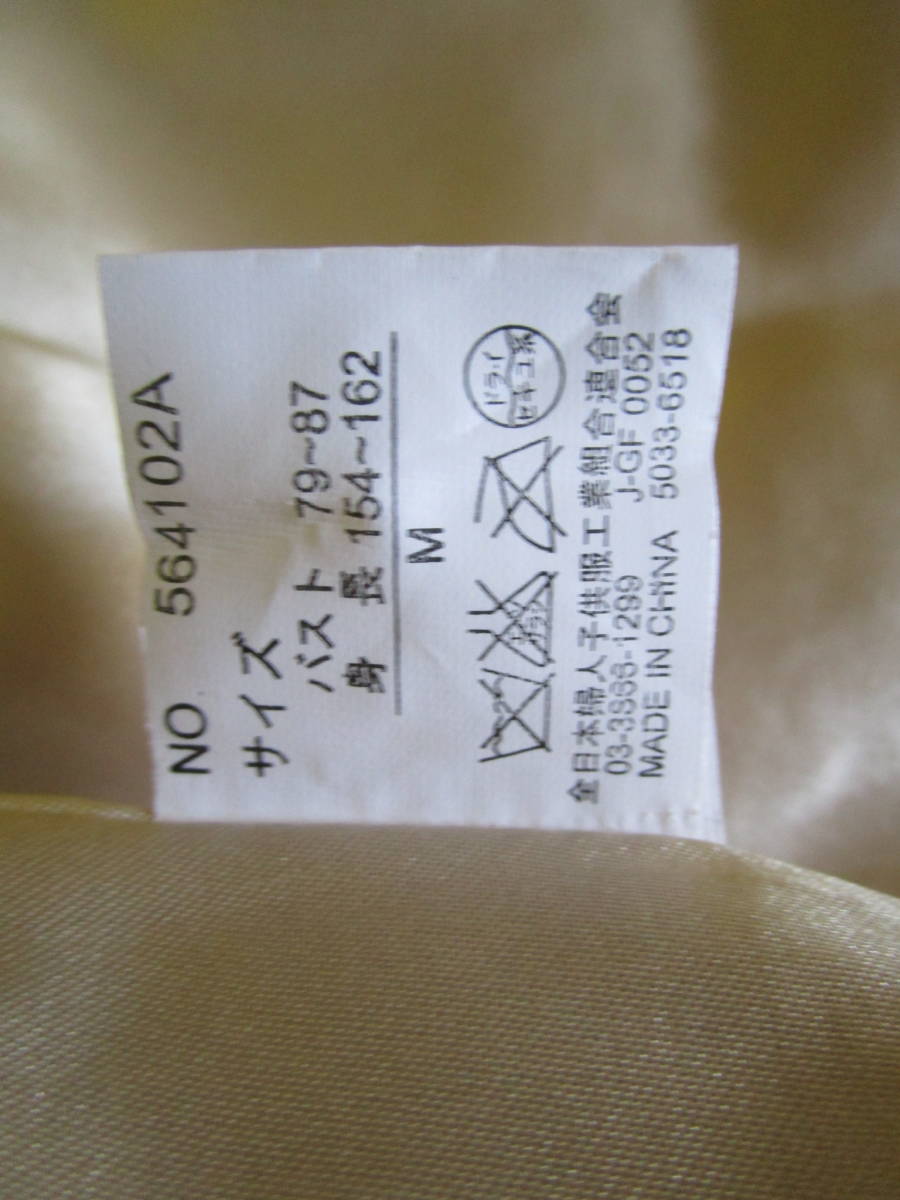 NO 564102A
サイズ
バスト 79~87
身 長 154~162
M
ドライ
セキユ系
全日本婦人子供服工業組合連合会
03-3868-1299 J-GF 0052
MADE IN CHINA 5033-6518